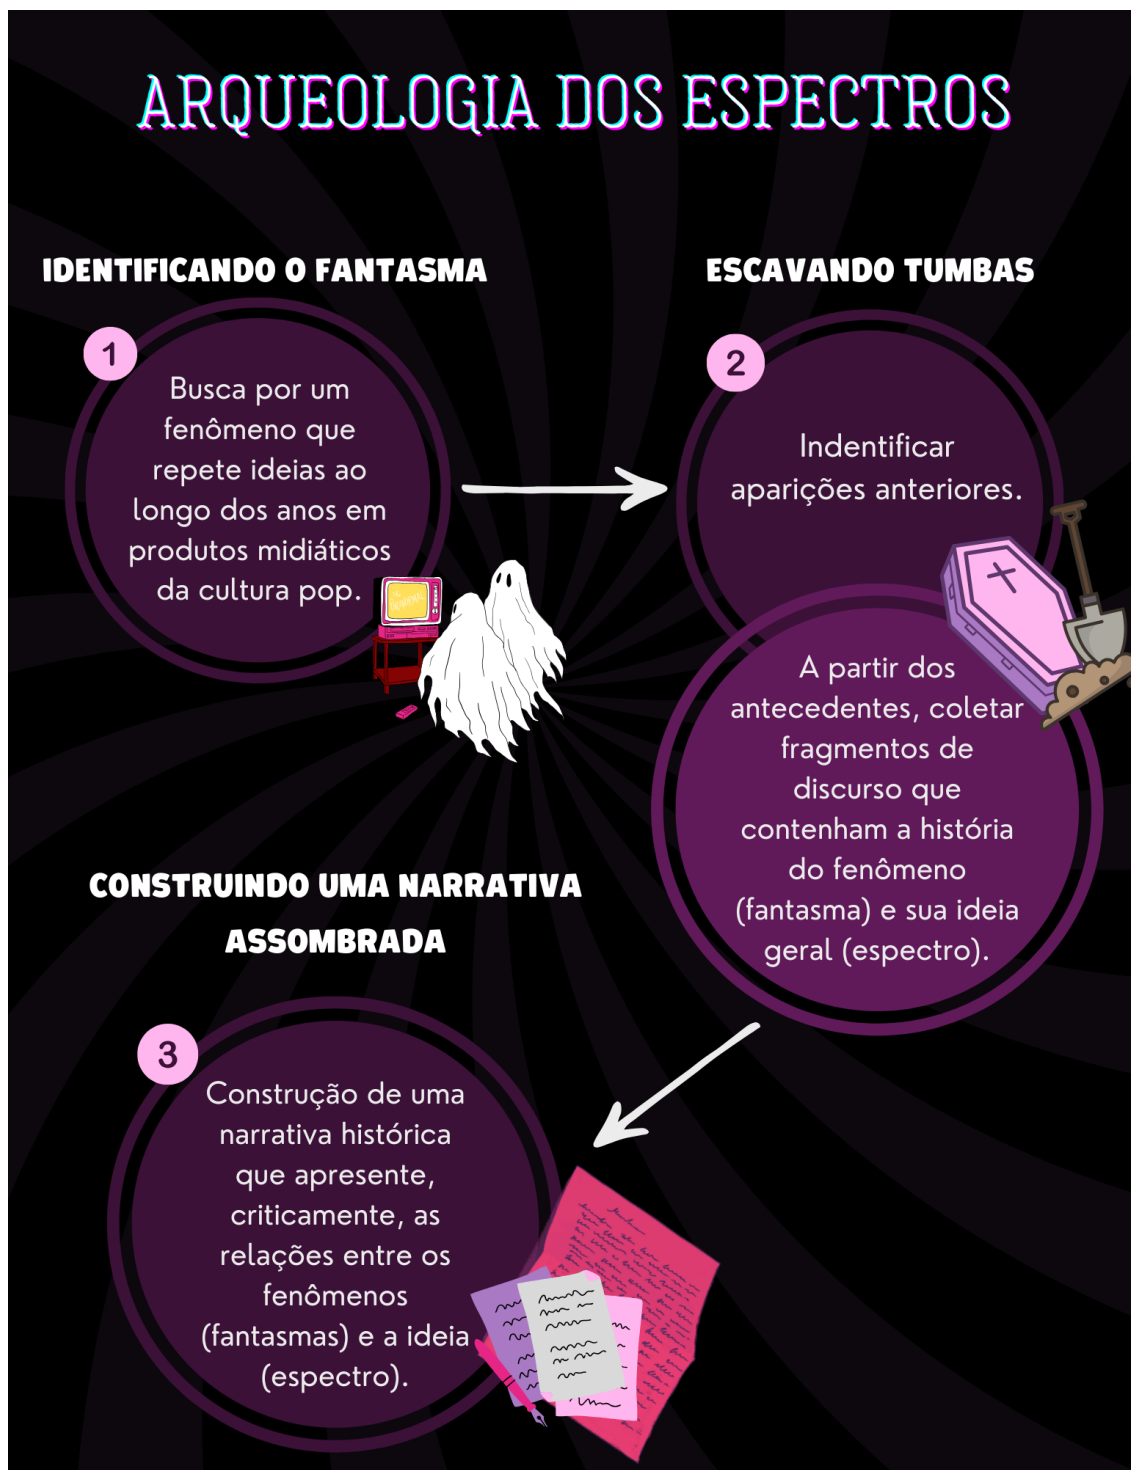 ARQUEOLOGIA DOS ESPECTROS
IDENTIFICANDO O FANTASMA
1
Busca por um
fenômeno que
repete ideias ao
longo dos anos em
produtos midiáticos
da cultura pop.
ESCAVANDO TUMBAS
2
Indentificar
aparições anteriores.
A partir dos
antecedentes, coletar
fragmentos de
discurso que
contenham a história
do fenômeno
(fantasma) e sua ideia
geral (espectro).
CONSTRUINDO UMA NARRATIVA
ASSOMBRADA
3
Construção de uma
narrativa histórica
que apresente,
criticamente, as
relações entre os
fenômenos
(fantasmas) e a ideia
(espectro).